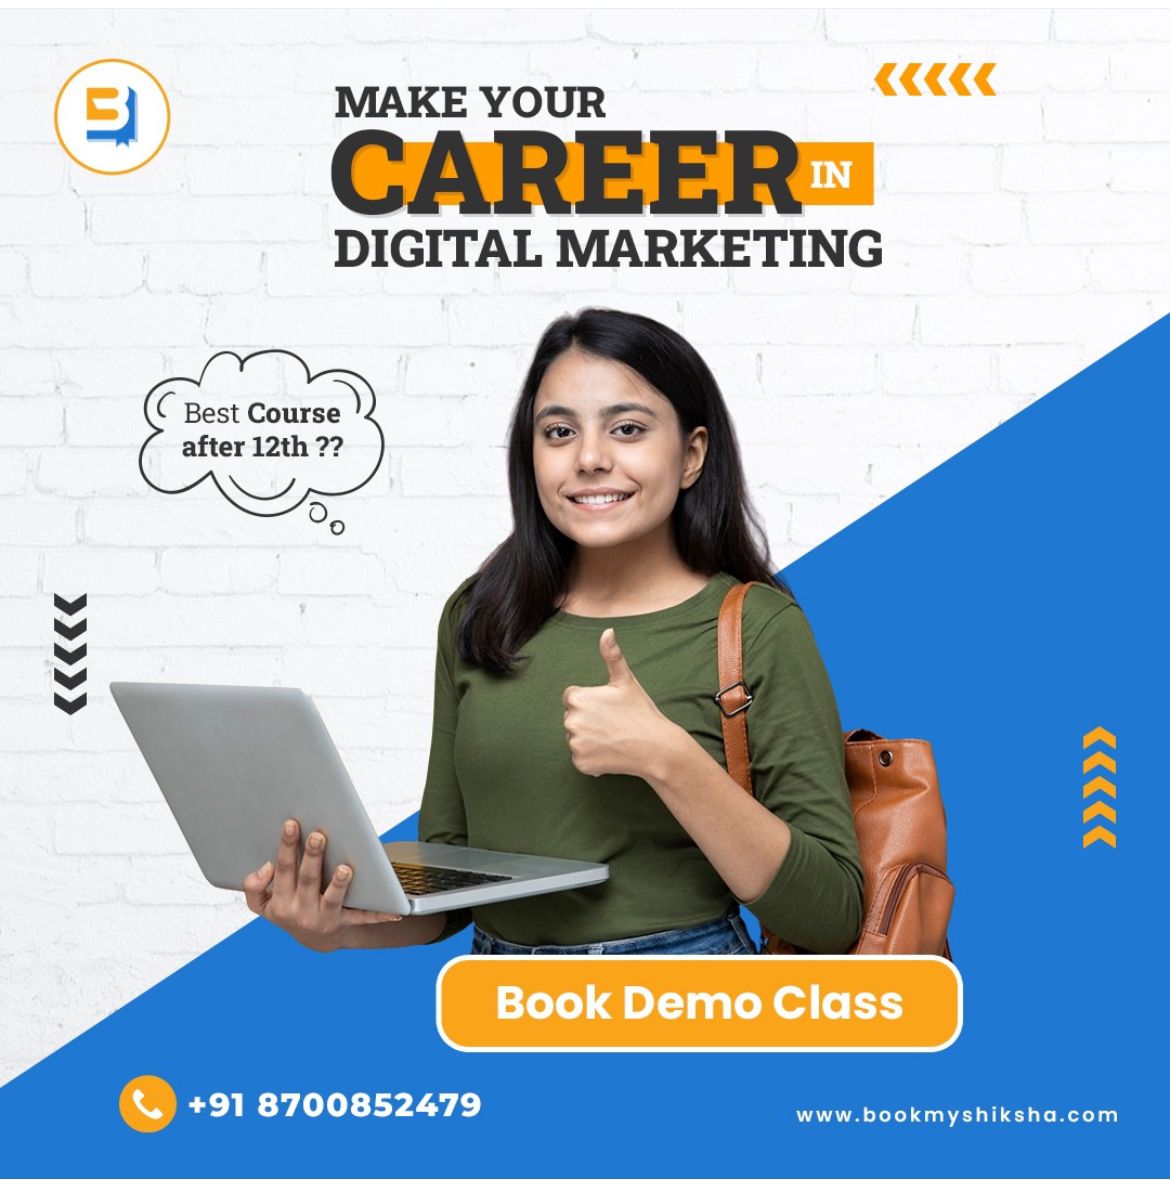 B
MAKE YOUR
CAREER IN
DIGITAL MARKETING
Best Course
after 12th ??
Book Demo Class
+91 8700852479
www.bookmyshiksha.com